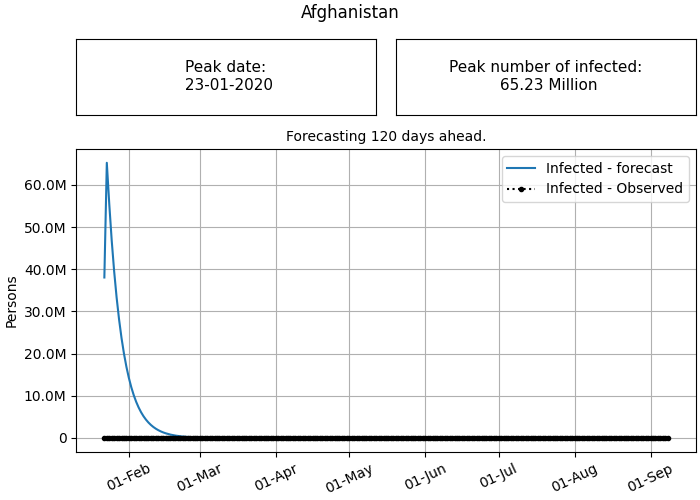 Afghanistan
Peak date:
23-01-2020
Peak number of infected:
65.23 Million
Forecasting 120 days ahead.
Infected - forecast
Infected - Observed
Persons
60.0M
50.0M
40.0M
30.0M
20.0M
10.0M
0
01-Feb
01-Mar
01-Apr
01-May
01-Jun
01-Jul
01-Aug
01-Sep